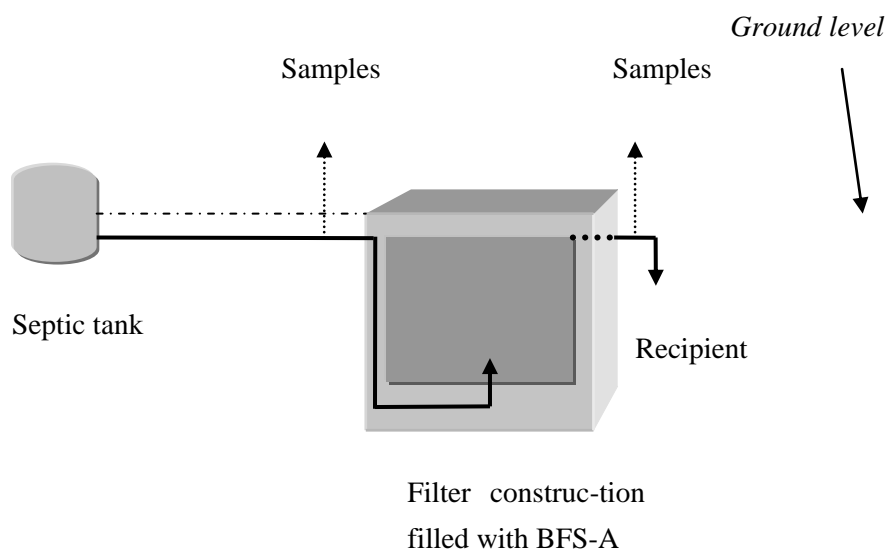 Ground level
Samples
Samples
Septic tank
Recipient
Filter construc-tion
filled with BFS-A